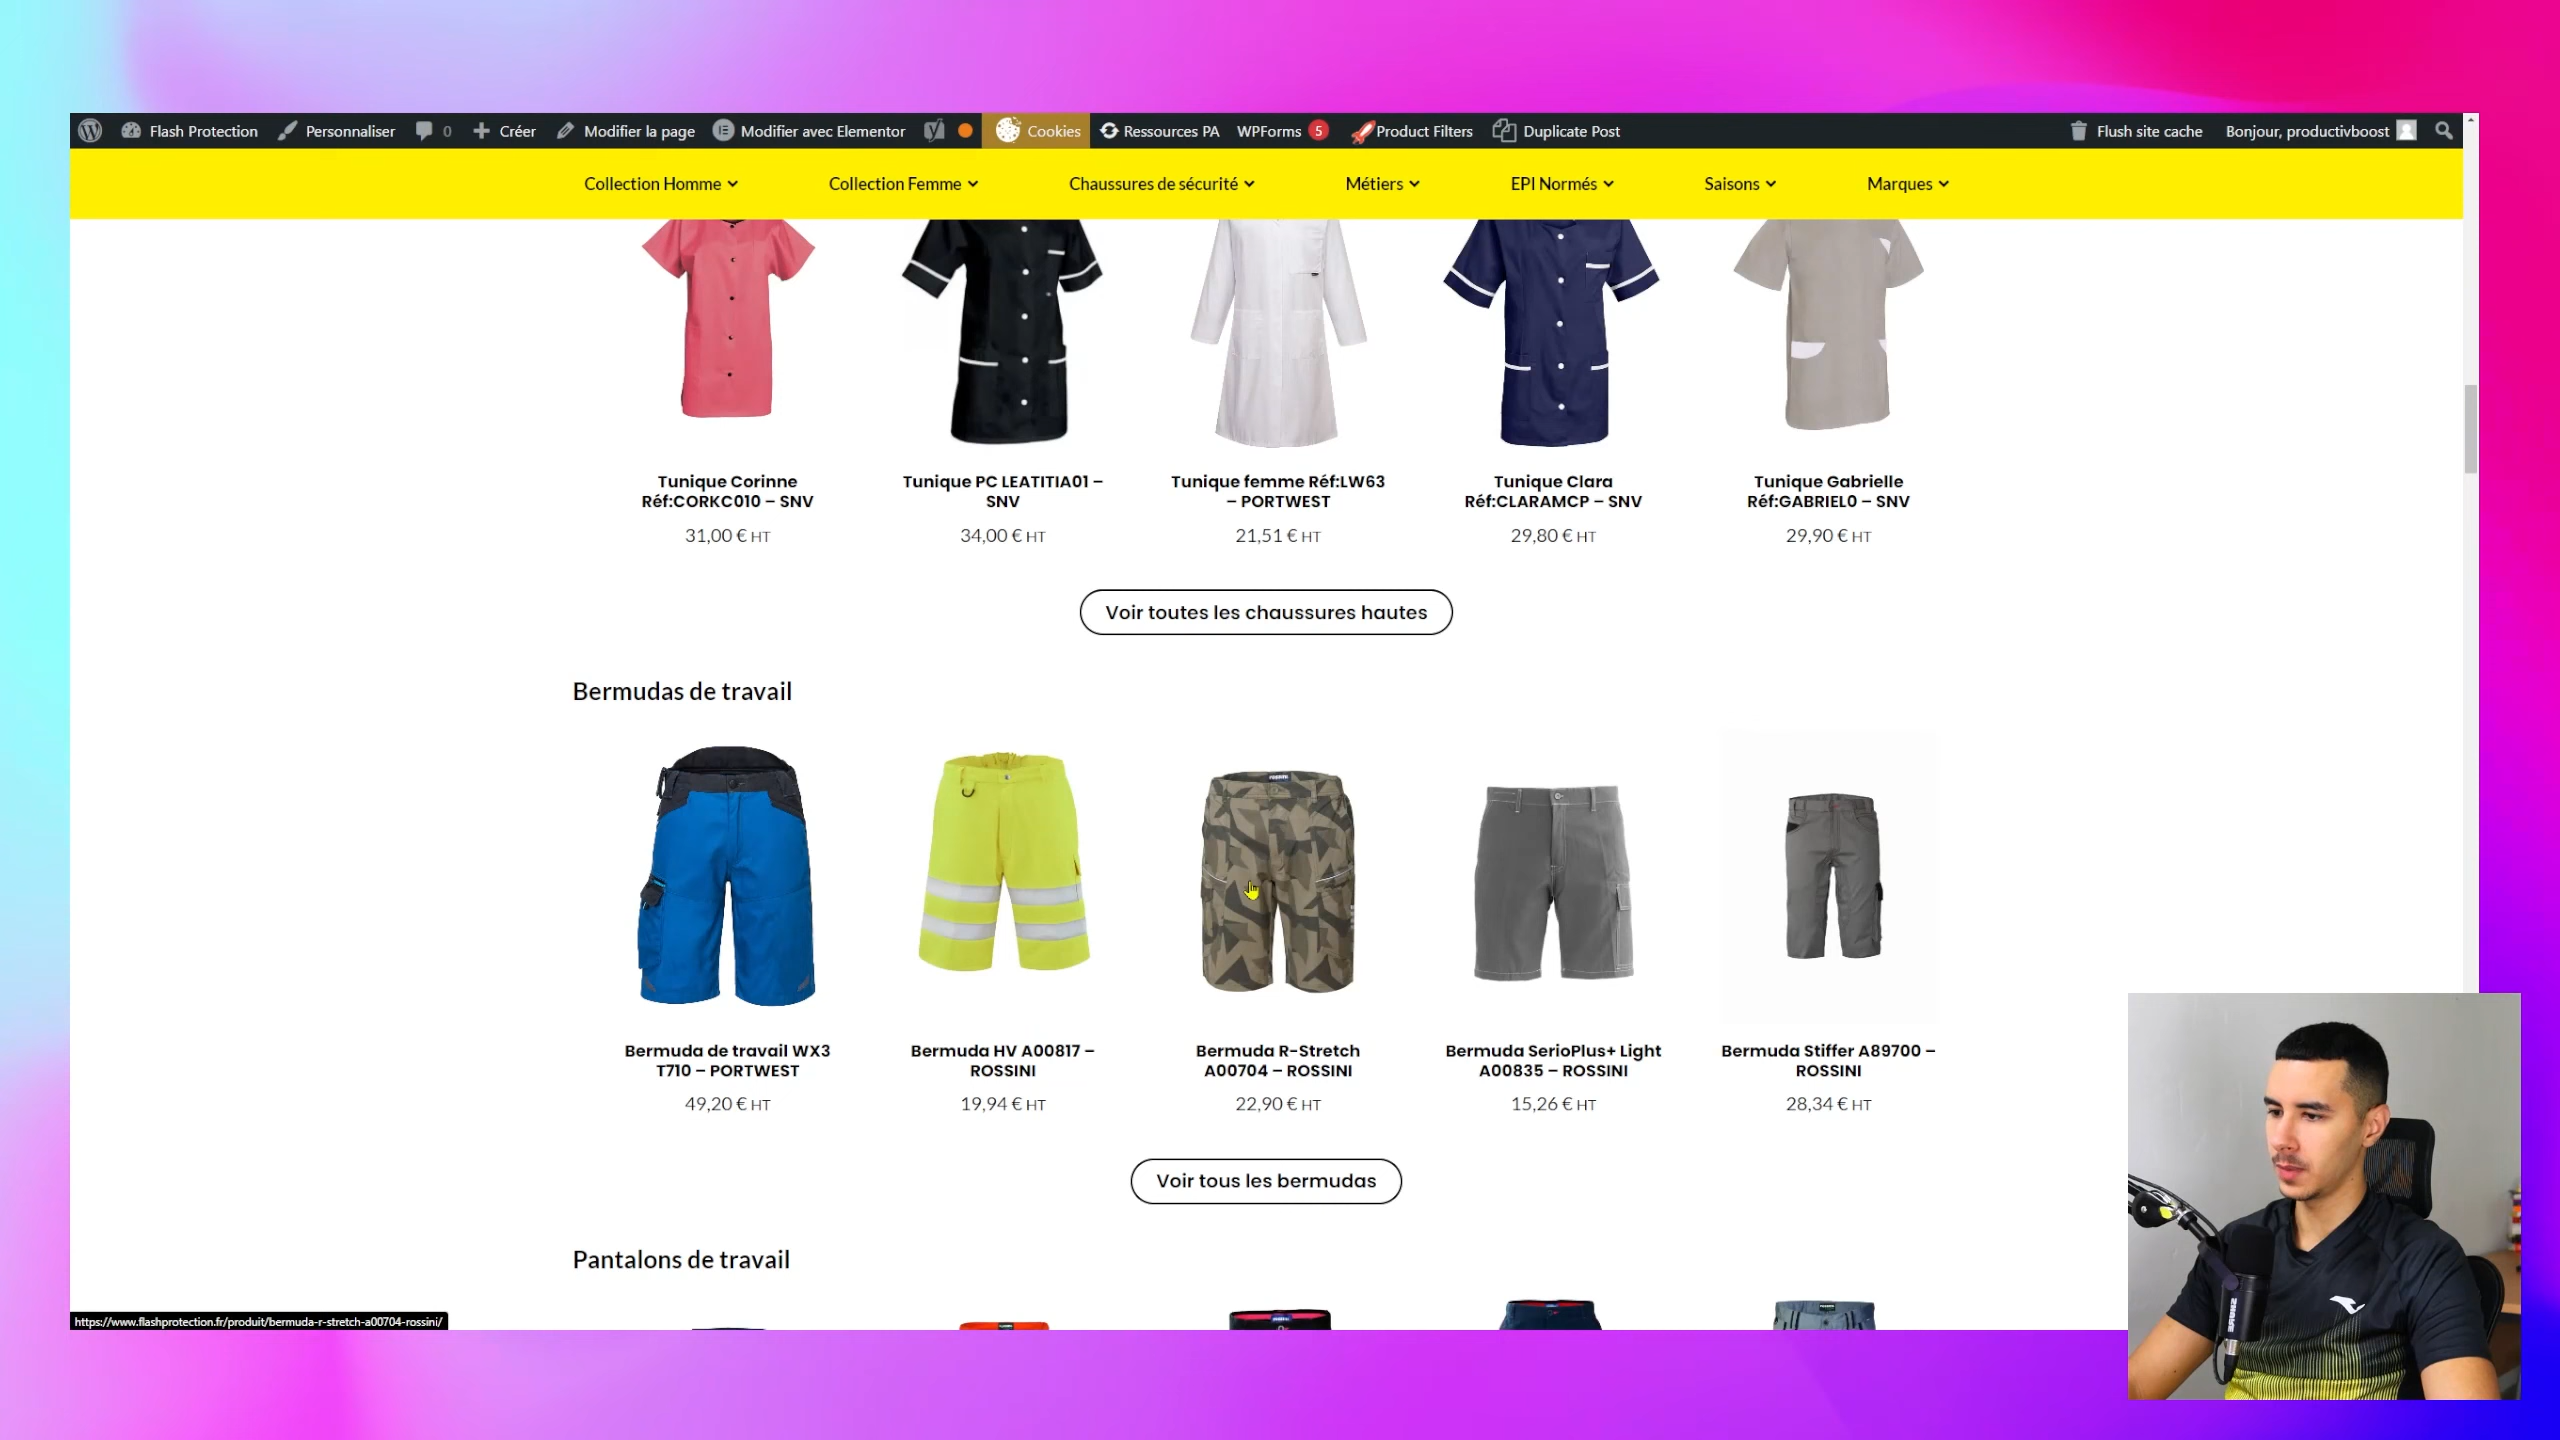 Flash Protection Personnaliser 0 Créer Modifier la page Modifier avec Elementor Cookies Ressources PA WPForms 5 Product Filters Duplicate Post Flush site cache Bonjour, productivboost
Collection Homme Collection Femme Chaussures de sécurité Métiers EPI Normés Saisons Marques
Tunique Corinne
Réf:CORKC010 – SNV
31,00 € HT
Tunique PC LEATITIA01 –
SNV
34,00 € HT
Tunique femme Réf:LW63
– PORTWEST
21,51 € HT
Tunique Clara
Réf:CLARAMCP – SNV
29,80 € HT
Tunique Gabrielle
Réf:GABRIEL0 – SNV
29,90 € HT
Voir toutes les chaussures hautes
Bermudas de travail
Bermuda de travail WX3
T710 – PORTWEST
49,20 € HT
Bermuda HV A00817 –
ROSSINI
19,94 € HT
Bermuda R-Stretch
A00704 – ROSSINI
22,90 € HT
Bermuda SerioPlus+ Light
A00835 – ROSSINI
15,26 € HT
Bermuda Stiffer A89700 –
ROSSINI
28,34 € HT
Voir tous les bermudas
Pantalons de travail
https://www.flashprotection.fr/produit/bermuda-r-stretch-a00704-rossini/